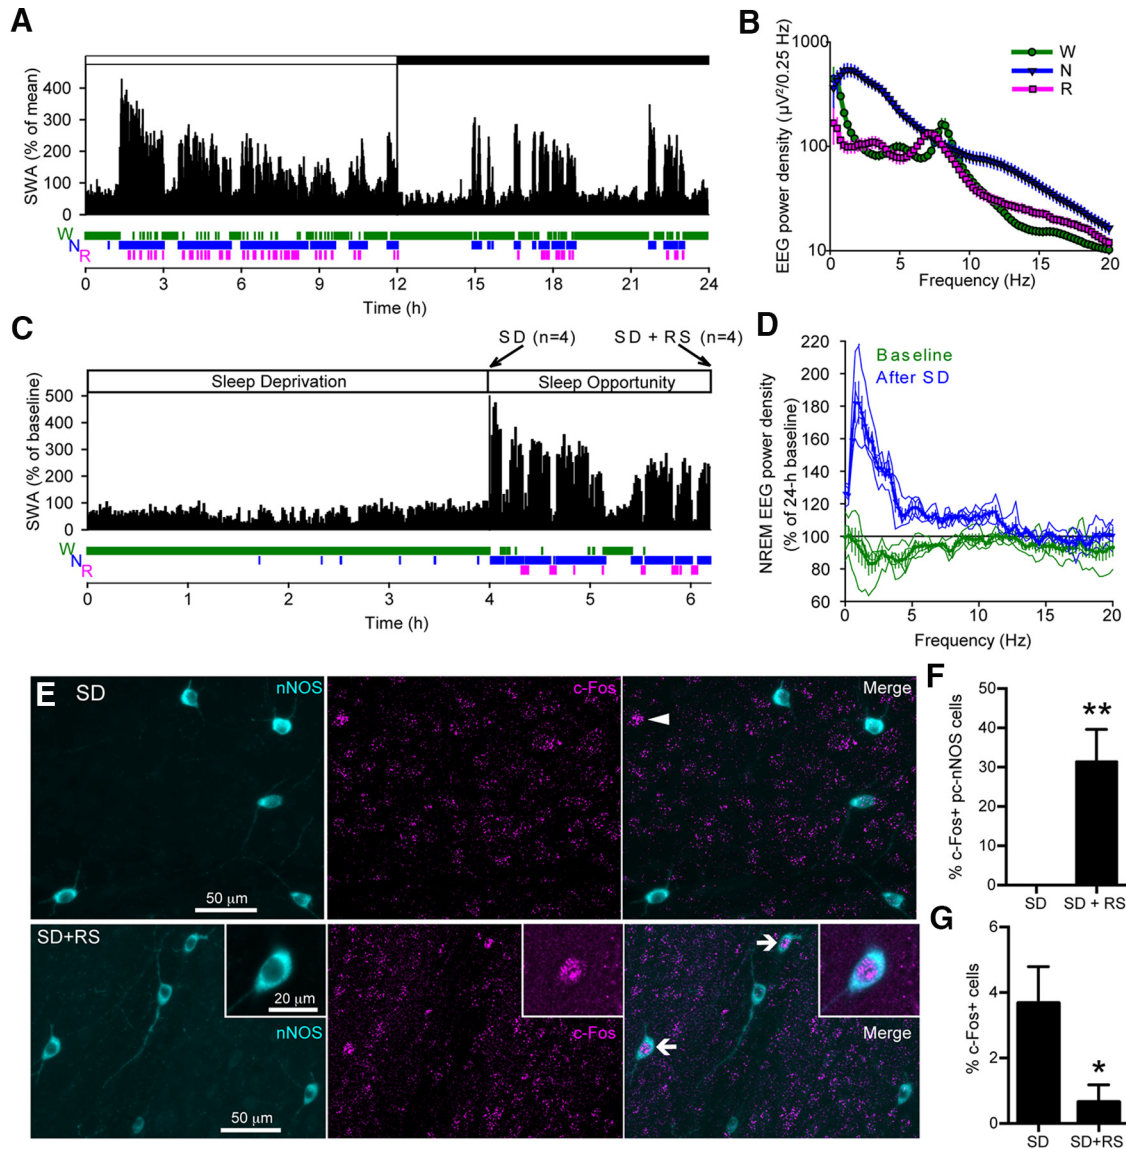 A
SWA (% of mean)
400
300
200
100
0
W
N
R
0 3 6 9 12 15 18 21 24
Time (h)
B
EEG power density (µV²/0.25 Hz)
1000
100
10
W
N
R
0 5 10 15 20
Frequency (Hz)
C
SD (n=4)
SD + RS (n=4)
Sleep Deprivation
Sleep Opportunity
SWA (% of baseline)
500
400
300
200
100
0
W
N
R
0 1 2 3 4 5 6
Time (h)
D
NREM EEG power density
(% of 24-h baseline)
220
200
180
160
140
120
100
80
60
Baseline
After SD
0 5 10 15 20
Frequency (Hz)
E
SD
nNOS
c-Fos
Merge
50 µm
SD+RS
20 µm
nNOS
c-Fos
Merge
50 µm
F
% c-Fos+ pc-nNOS cells
50
40
30
20
10
0
**
SD SD + RS
G
% c-Fos+ cells
6
4
2
0
*
SD SD+RS